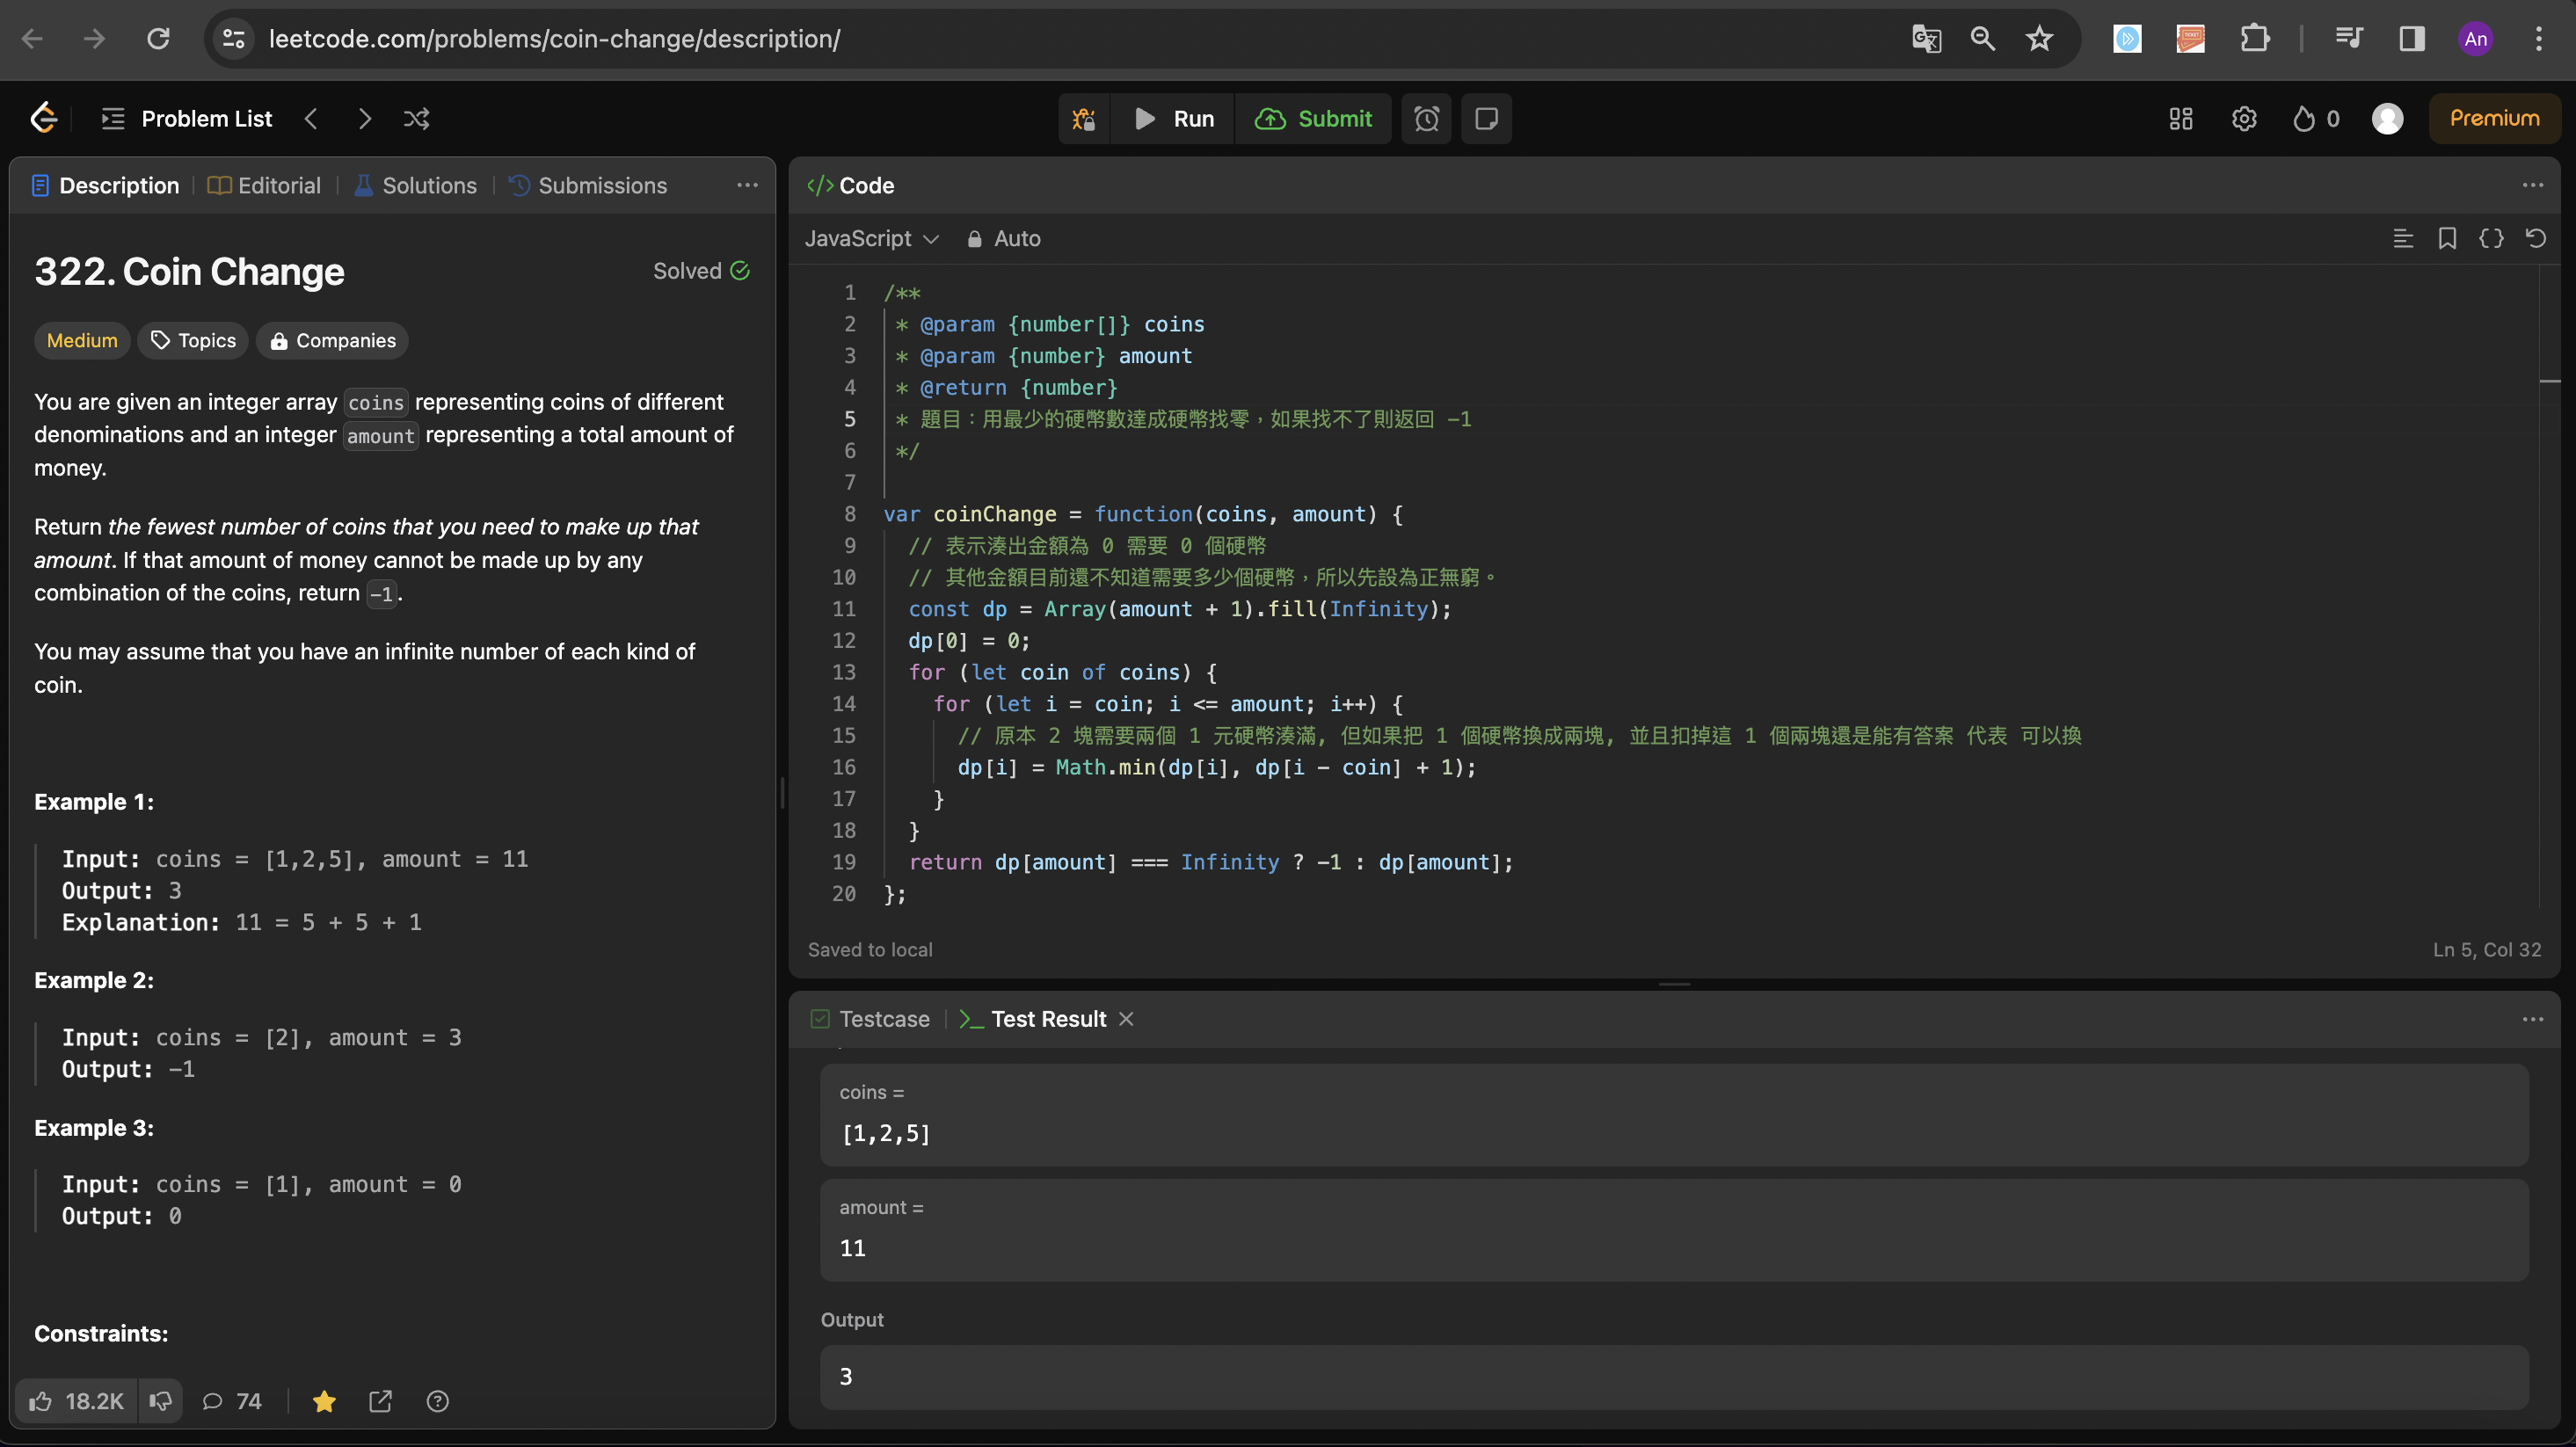 leetcode.com/problems/coin-change/description/
An
Problem List
Run
Submit
0
Premium
Description
Editorial
Solutions
Submissions
322. Coin Change
Solved
Medium
Topics
Companies
You are given an integer array coins representing coins of different
denominations and an integer amount representing a total amount of
money.
Return the fewest number of coins that you need to make up that
amount. If that amount of money cannot be made up by any
combination of the coins, return -1.
You may assume that you have an infinite number of each kind of
coin.
Example 1:
Input: coins = [1,2,5], amount = 11
Output: 3
Explanation: 11 = 5 + 5 + 1
Example 2:
Input: coins = [2], amount = 3
Output: -1
Example 3:
Input: coins = [1], amount = 0
Output: 0
Constraints:
18.2K
74
</> Code
JavaScript
Auto
1 /**
2 * @param {number[]} coins
3 * @param {number} amount
4 * @return {number}
5 * 題目：用最少的硬幣數達成硬幣找零，如果找不了則返回 -1
6 */
7
8 var coinChange = function(coins, amount) {
9 // 表示湊出金額為 0 需要 0 個硬幣
10 // 其他金額目前還不知道需要多少個硬幣，所以先設為正無窮。
11 const dp = Array(amount + 1).fill(Infinity);
12 dp[0] = 0;
13 for (let coin of coins) {
14 for (let i = coin; i <= amount; i++) {
15 // 原本 2 塊需要兩個 1 元硬幣湊滿, 但如果把 1 個硬幣換成兩塊, 並且扣掉這 1 個兩塊還是能有答案 代表 可以換
16 dp[i] = Math.min(dp[i], dp[i - coin] + 1);
17 }
18 }
19 return dp[amount] === Infinity ? -1 : dp[amount];
20 };
Saved to local
Ln 5, Col 32
Testcase
Test Result
coins =
[1,2,5]
amount =
11
Output
3